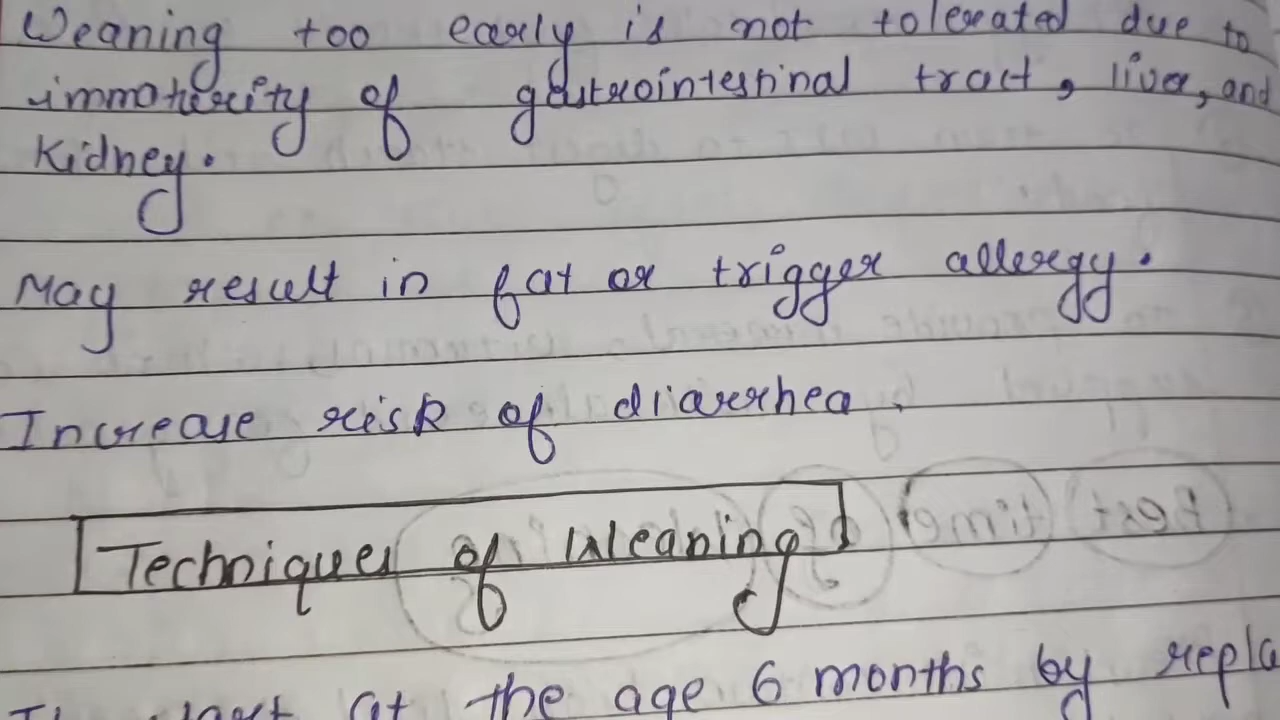 Weaning too early is not tolerated due to
immaturity of gastrointestinal tract, liver, and
Kidney.
May result in fat or trigger allergy.
Increase risk of diarrhea.
Techniques of Weaning
at the age 6 months by repla